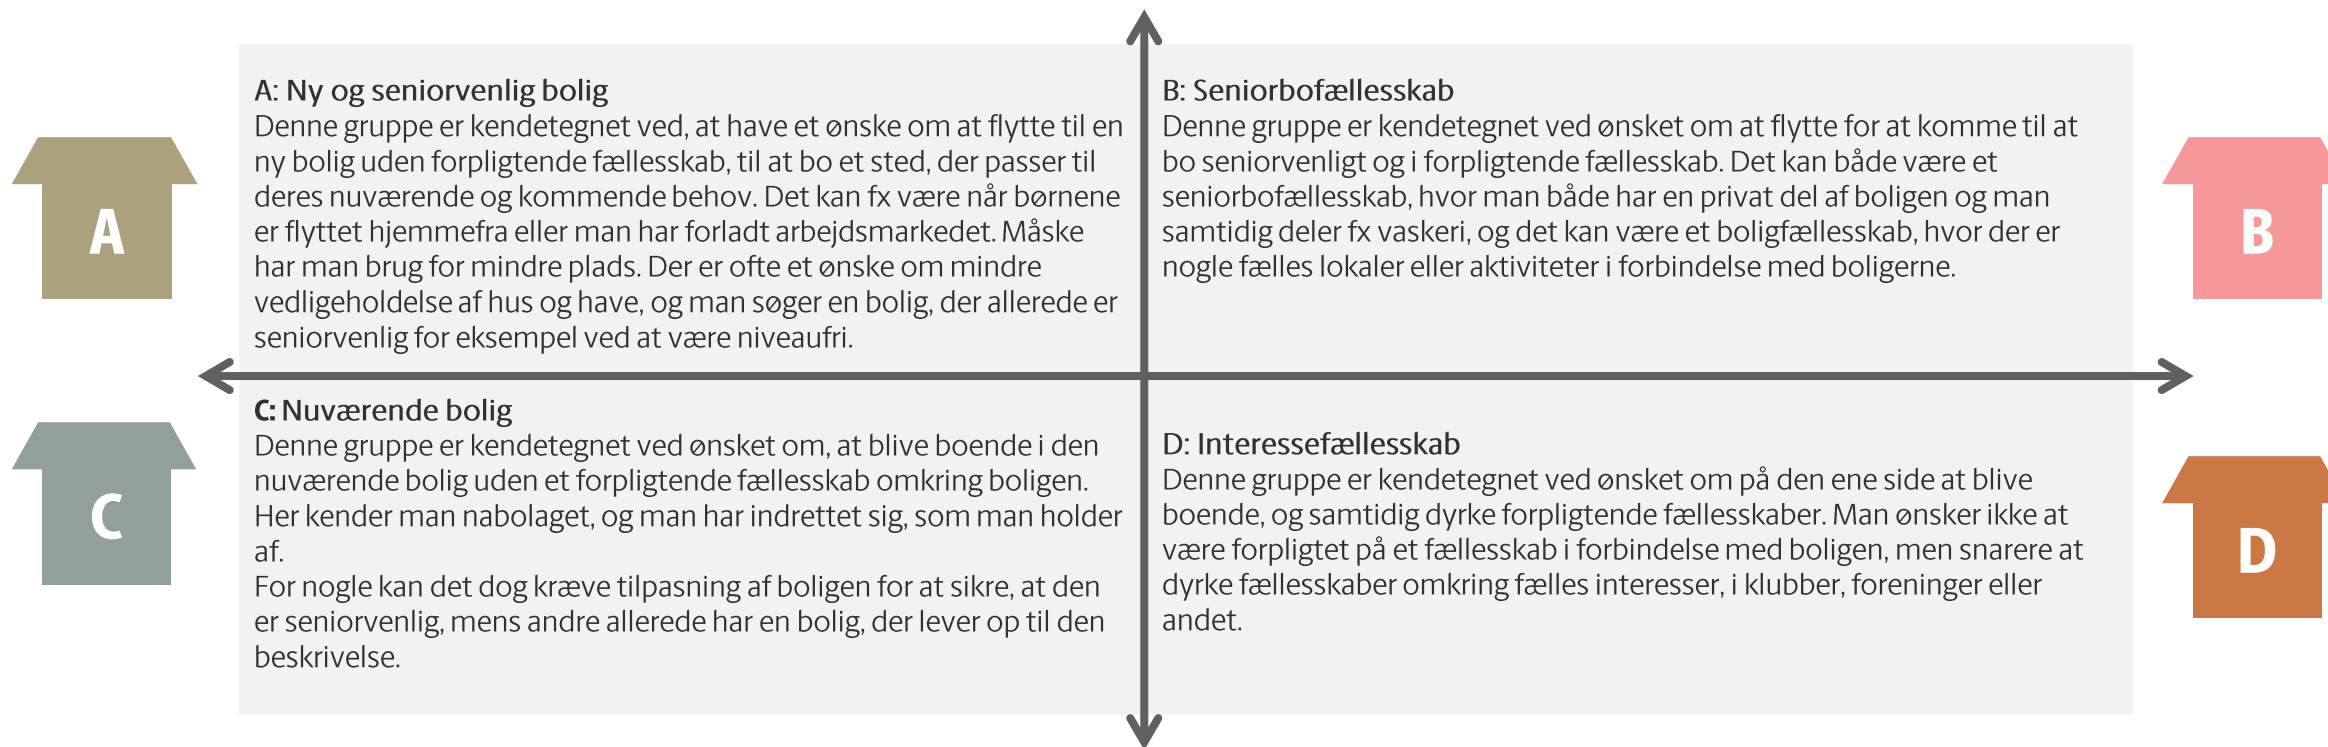 A
A: Ny og seniorvenlig bolig
Denne gruppe er kendetegnet ved, at have et ønske om at flytte til en
ny bolig uden forpligtende fællesskab, til at bo et sted, der passer til
deres nuværende og kommende behov. Det kan fx være når børnene
er flyttet hjemmefra eller man har forladt arbejdsmarkedet. Måske
har man brug for mindre plads. Der er ofte et ønske om mindre
vedligeholdelse af hus og have, og man søger en bolig, der allerede er
seniorvenlig for eksempel ved at være niveaufri.
B: Seniorbofællesskab
Denne gruppe er kendetegnet ved ønsket om at flytte for at komme til at
bo seniorvenligt og i forpligtende fællesskab. Det kan både være et
seniorbofællesskab, hvor man både har en privat del af boligen og man
samtidig deler fx vaskeri, og det kan være et boligfællesskab, hvor der er
nogle fælles lokaler eller aktiviteter i forbindelse med boligerne.
B
C
C: Nuværende bolig
Denne gruppe er kendetegnet ved ønsket om, at blive boende i den
nuværende bolig uden et forpligtende fællesskab omkring boligen.
Her kender man nabolaget, og man har indrettet sig, som man holder
af.
For nogle kan det dog kræve tilpasning af boligen for at sikre, at den
er seniorvenlig, mens andre allerede har en bolig, der lever op til den
beskrivelse.
D: Interessefællesskab
Denne gruppe er kendetegnet ved ønsket om på den ene side at blive
boende, og samtidig dyrke forpligtende fællesskaber. Man ønsker ikke at
være forpligtet på et fællesskab i forbindelse med boligen, men snarere at
dyrke fællesskaber omkring fælles interesser, i klubber, foreninger eller
andet.
D